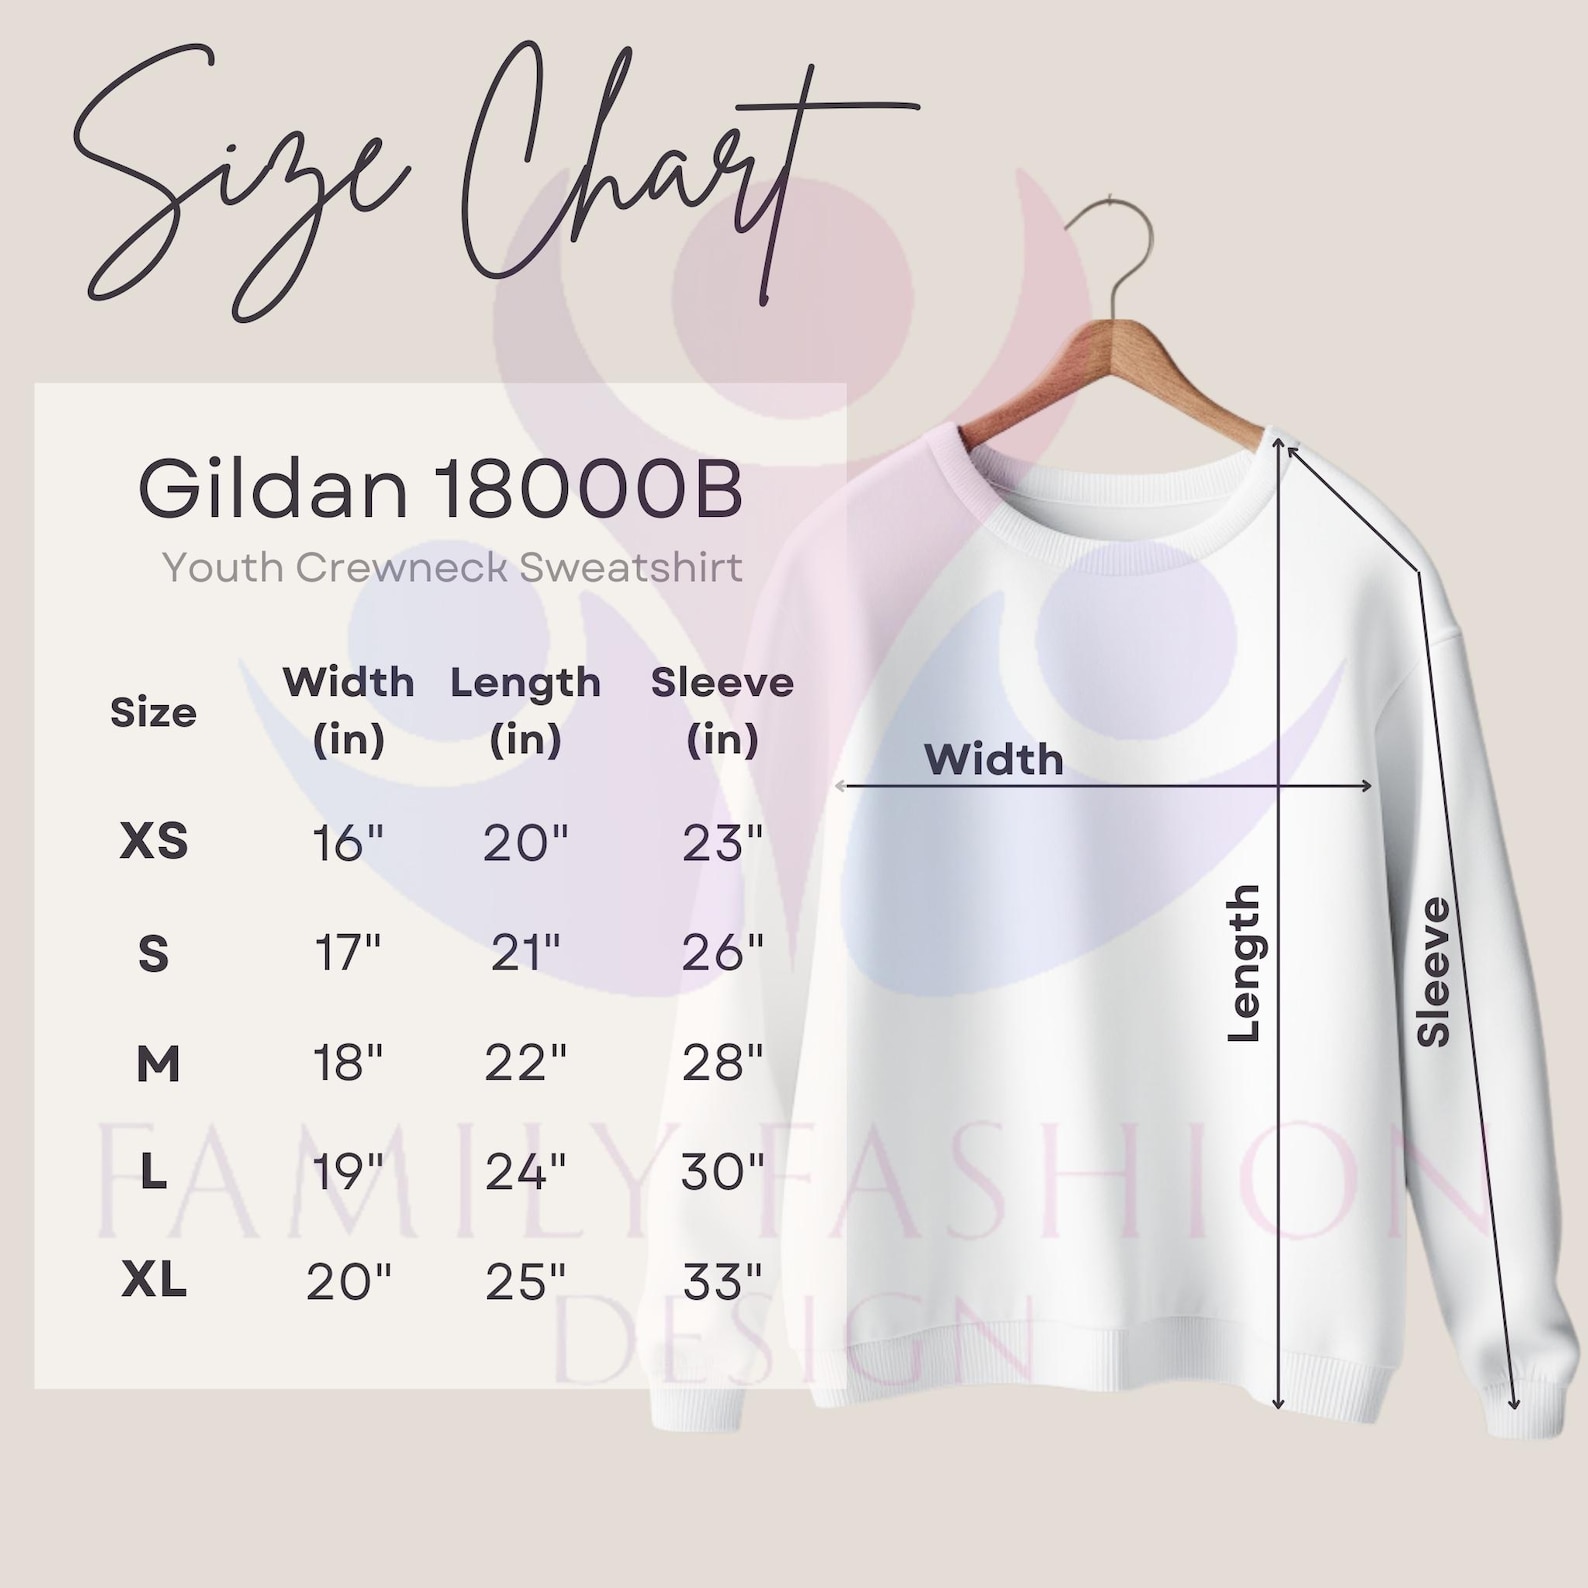 Size Chart
Gildan 18000B
Youth Crewneck Sweatshirt
Size Width (in) Length (in) Sleeve (in)
XS 16" 20" 23"
S 17" 21" 26"
M 18" 22" 28"
L 19" 24" 30"
XL 20" 25" 33"
Width
Length
Sleeve
FAMILY FASHION
DESIGN